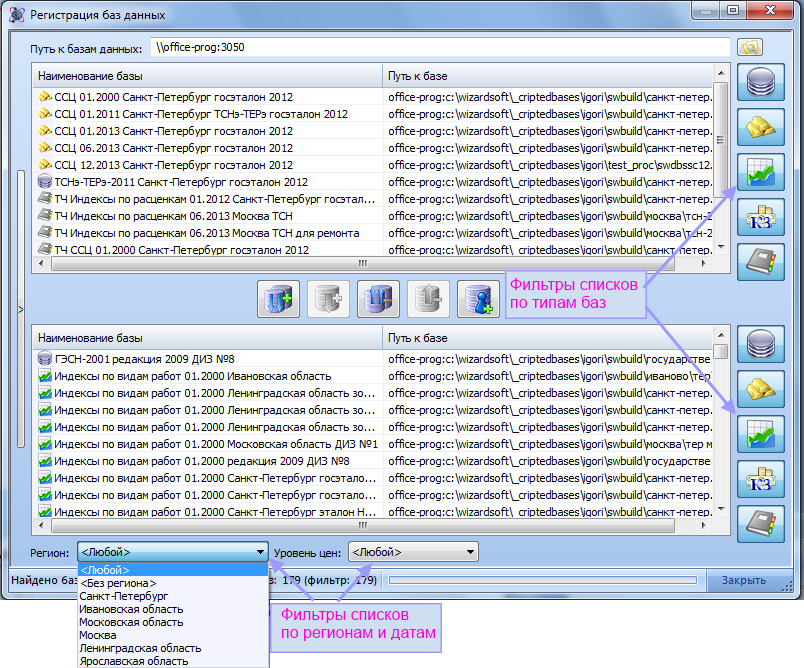 Регистрация баз данных
Путь к базам данных: \\office-prog:3050
Наименование базы Путь к базе
ССЦ 01.2000 Санкт-Петербург госэталон 2012 office-prog:c:\wizardsoft\_criptedbases\igori\swbuild\санкт-петер.
ССЦ 01.2011 Санкт-Петербург ТСНэ-ТЕРэ госэталон 2012 office-prog:c:\wizardsoft\_criptedbases\igori\swbuild\санкт-петер.
ССЦ 01.2013 Санкт-Петербург госэталон 2012 office-prog:c:\wizardsoft\_criptedbases\igori\swbuild\санкт-петер.
ССЦ 06.2013 Санкт-Петербург госэталон 2012 office-prog:c:\wizardsoft\_criptedbases\igori\swbuild\санкт-петер.
ССЦ 12.2013 Санкт-Петербург госэталон 2012 office-prog:c:\wizardsoft\_criptedbases\igori\test_proc\swdbssc12.
ТСНэ-ТЕРэ-2011 Санкт-Петербург госэталон 2012 office-prog:c:\wizardsoft\_criptedbases\igori\swbuild\санкт-петер.
ТЧ Индексы по расценкам 01.2012 Санкт-Петербург госэтал... office-prog:c:\wizardsoft\_criptedbases\igori\swbuild\санкт-петер.
ТЧ Индексы по расценкам 06.2013 Москва ТСН office-prog:c:\wizardsoft\_criptedbases\igori\swbuild\москва\тсн-2
ТЧ Индексы по расценкам 06.2013 Москва ТСН для ремонта office-prog:c:\wizardsoft\_criptedbases\igori\swbuild\москва\тсн-2
ТЧ ССЦ 01.2000 Санкт-Петербург госэталон 2012 office-prog:c:\wizardsoft\_criptedbases\igori\swbuild\санкт-петер.
КЗ
Фильтры списков
по типам баз
Наименование базы Путь к базе
ГЭСН-2001 редакция 2009 ДИЗ №8 office-prog:c:\wizardsoft\_criptedbases\igori\swbuild\государстве
Индексы по видам работ 01.2000 Ивановская область office-prog:c:\wizardsoft\_criptedbases\igori\swbuild\иваново\тер
Индексы по видам работ 01.2000 Ленинградская область зо... office-prog:c:\wizardsoft\_criptedbases\igori\swbuild\санкт-петер.
Индексы по видам работ 01.2000 Ленинградская область зо... office-prog:c:\wizardsoft\_criptedbases\igori\swbuild\санкт-петер.
Индексы по видам работ 01.2000 Ленинградская область зо... office-prog:c:\wizardsoft\_criptedbases\igori\swbuild\санкт-петер.
Индексы по видам работ 01.2000 Московская область ДИЗ №1 office-prog:c:\wizardsoft\_criptedbases\igori\swbuild\москва\тер м
Индексы по видам работ 01.2000 редакция 2009 ДИЗ №8 office-prog:c:\wizardsoft\_criptedbases\igori\swbuild\государстве
Индексы по видам работ 01.2000 Санкт-Петербург госэтало... office-prog:c:\wizardsoft\_criptedbases\igori\swbuild\санкт-петер.
Индексы по видам работ 01.2000 Санкт-Петербург госэтало... office-prog:c:\wizardsoft\_criptedbases\igori\swbuild\санкт-петер.
Индексы по видам работ 01.2000 Санкт-Петербург эталон Н... office-prog:c:\wizardsoft\_criptedbases\igori\swbuild\санкт-петер.
КЗ
Регион: <Любой> Уровень цен: <Любой>
Найдено баз 179 (фильтр: 179) Закрыть
<Любой>
<Без региона>
Санкт-Петербург
Ивановская область
Московская область
Москва
Ленинградская область
Ярославская область
Фильтры списков
по регионам и датам